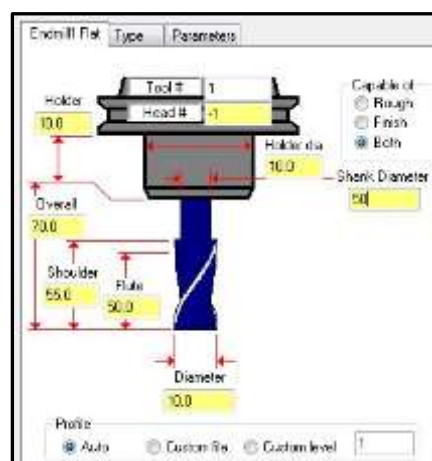 Endmill1 Flat Type Parameters
Tool # 1
Head # -1
Holder
10.0
Capable of
Rough
Finish
Both
Holder dia
10.0
Shank Diameter
50
Overall
70.0
Shoulder
55.0
Flute
50.0
Diameter
10.0
Profile
Auto Custom file Custom level 1